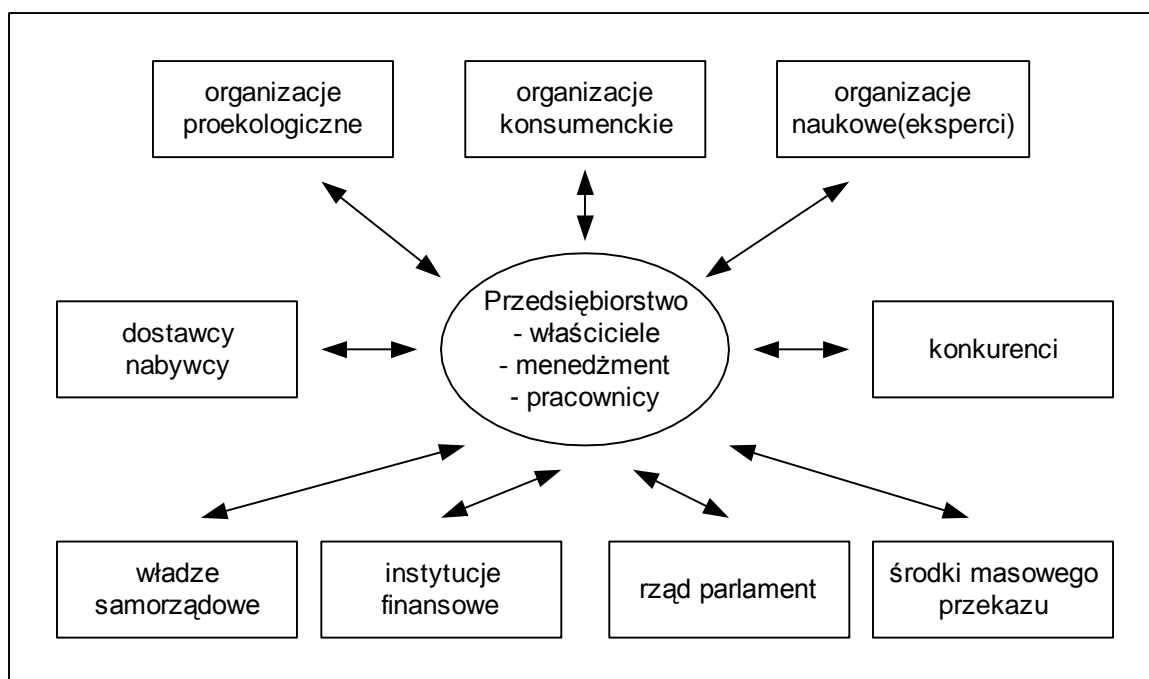 organizacje
proekologiczne
organizacje
konsumenckie
organizacje
naukowe(eksperci)
dostawcy
nabywcy
Przedsiębiorstwo
- właściciele
- menedżment
- pracownicy
konkurenci
władze
samorządowe
instytucje
finansowe
rząd parlament
środki masowego
przekazu